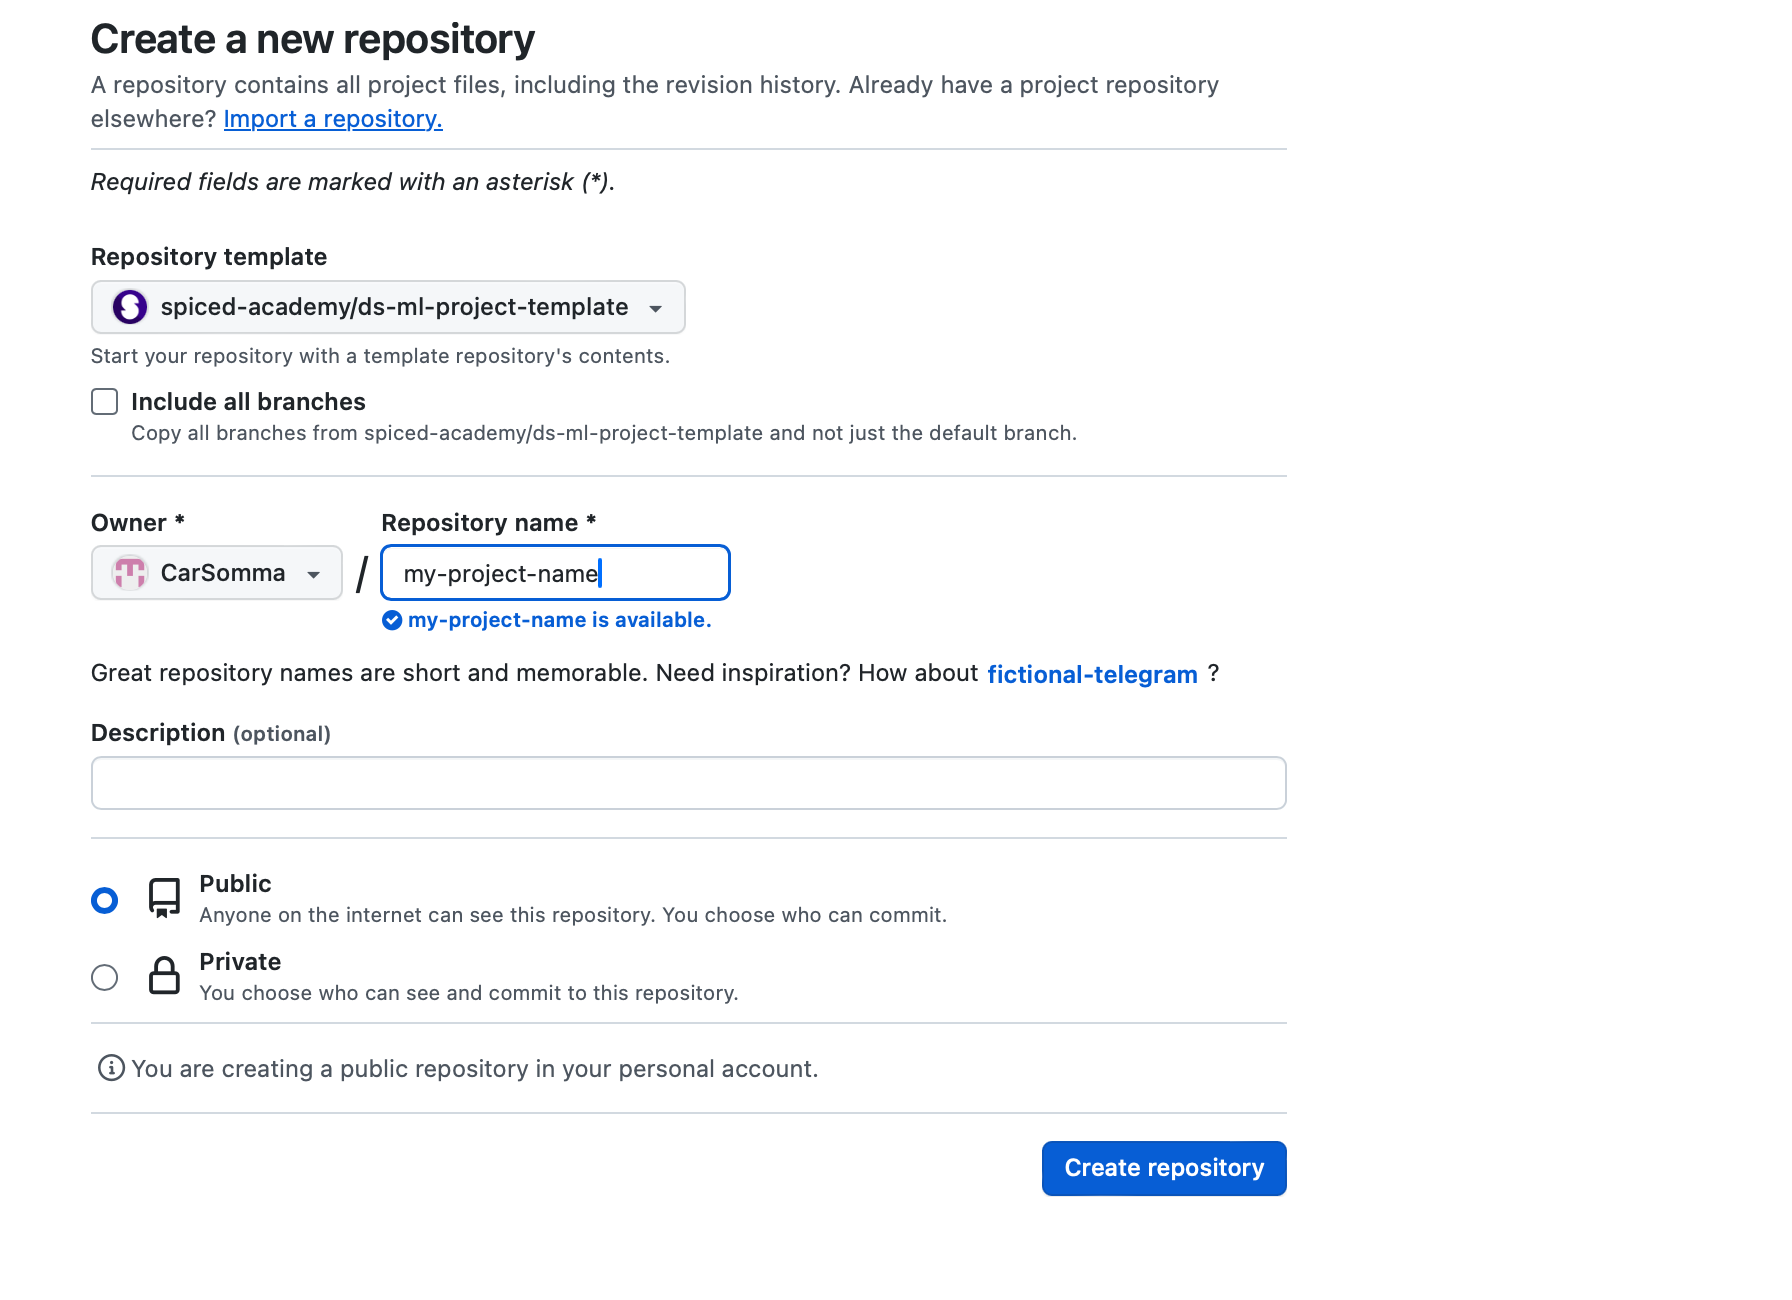 Create a new repository
A repository contains all project files, including the revision history. Already have a project repository
elsewhere? Import a repository.
Required fields are marked with an asterisk (*).
Repository template
spiced-academy/ds-ml-project-template
Start your repository with a template repository's contents.
Include all branches
Copy all branches from spiced-academy/ds-ml-project-template and not just the default branch.
Owner * Repository name *
CarSomma / my-project-name
my-project-name is available.
Great repository names are short and memorable. Need inspiration? How about fictional-telegram ?
Description (optional)
Public
Anyone on the internet can see this repository. You choose who can commit.
Private
You choose who can see and commit to this repository.
You are creating a public repository in your personal account.
Create repository